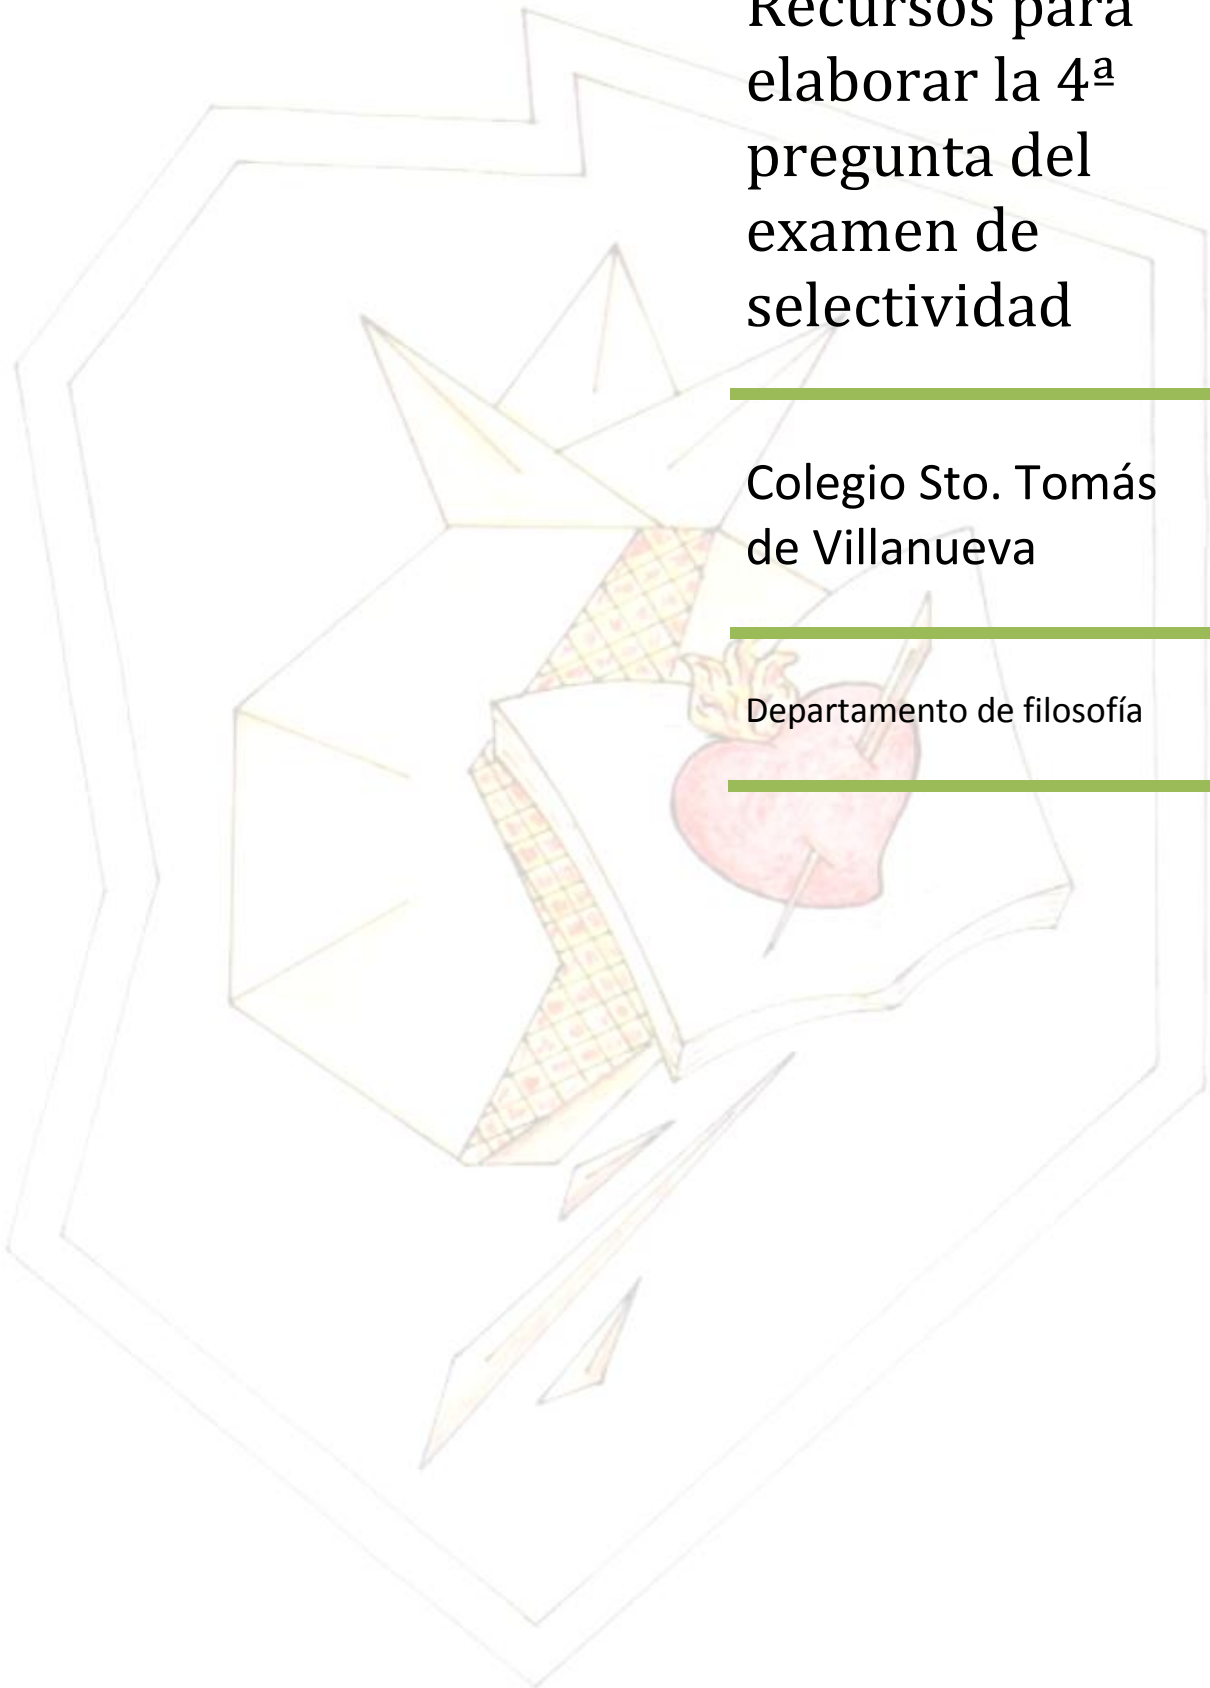 Recursos para
elaborar la 4ª
pregunta del
examen de
selectividad
Colegio Sto. Tomás
de Villanueva
Departamento de filosofía